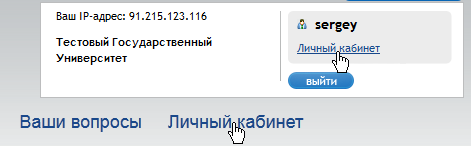 Ваш IP-адрес: 91.215.123.116
Тестовый Государственный
Университет
sergey
Личный кабинет
выйти
Ваши вопросы Личный кабинет